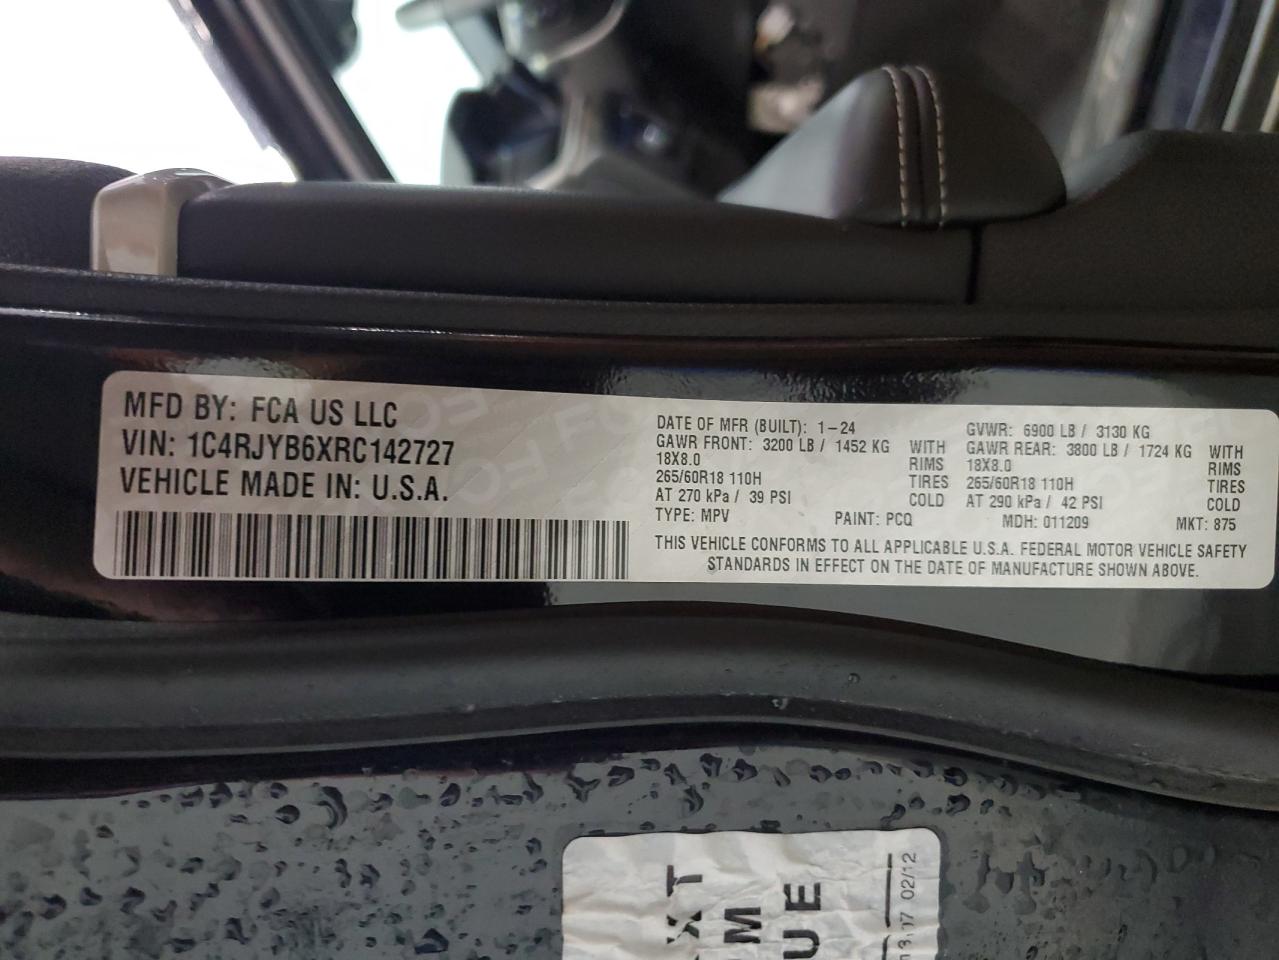 MFD BY: FCA US LLC
VIN: 1C4RJYB6XRC142727
VEHICLE MADE IN: U.S.A.
DATE OF MFR (BUILT): 1-24
GAWR FRONT: 3200 LB / 1452 KG WITH
18X8.0 RIMS
265/60R18 110H TIRES
AT 270 kPa / 39 PSI COLD
TYPE: MPV PAINT: PCQ
GVWR: 6900 LB / 3130 KG
GAWR REAR: 3800 LB / 1724 KG WITH
18X8.0 RIMS
265/60R18 110H TIRES
AT 290 kPa / 42 PSI COLD
MDH: 011209 MKT: 875
THIS VEHICLE CONFORMS TO ALL APPLICABLE U.S.A. FEDERAL MOTOR VEHICLE SAFETY
STANDARDS IN EFFECT ON THE DATE OF MANUFACTURE SHOWN ABOVE.
02/12